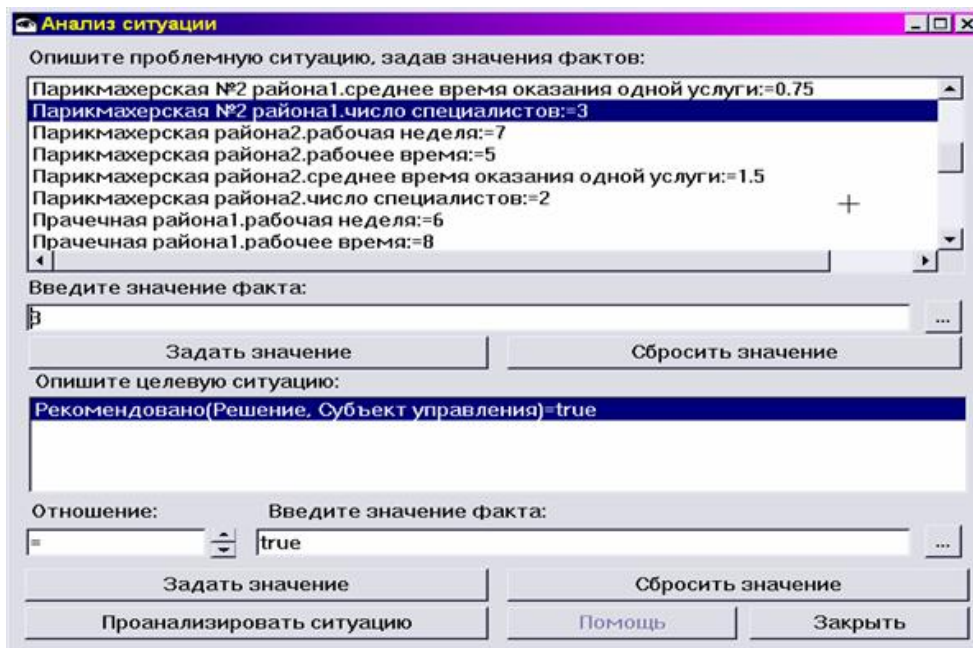 Анализ ситуации
Опишите проблемную ситуацию, задав значения фактов:
Парикмахерская №2 района1.среднее время оказания одной услуги:=0.75
Парикмахерская №2 района1.число специалистов:=3
Парикмахерская района2.рабочая неделя:=7
Парикмахерская района2.рабочее время:=5
Парикмахерская района2.среднее время оказания одной услуги:=1.5
Парикмахерская района2.число специалистов:=2
Прачечная района1.рабочая неделя:=6
Прачечная района1.рабочее время:=8
Введите значение факта:
3
...
Задать значение
Сбросить значение
Опишите целевую ситуацию:
Рекомендовано(Решение, Субъект управления)=true
Отношение:
Введите значение факта:
=
true
...
Задать значение
Сбросить значение
Проанализировать ситуацию
Помощь
Закрыть